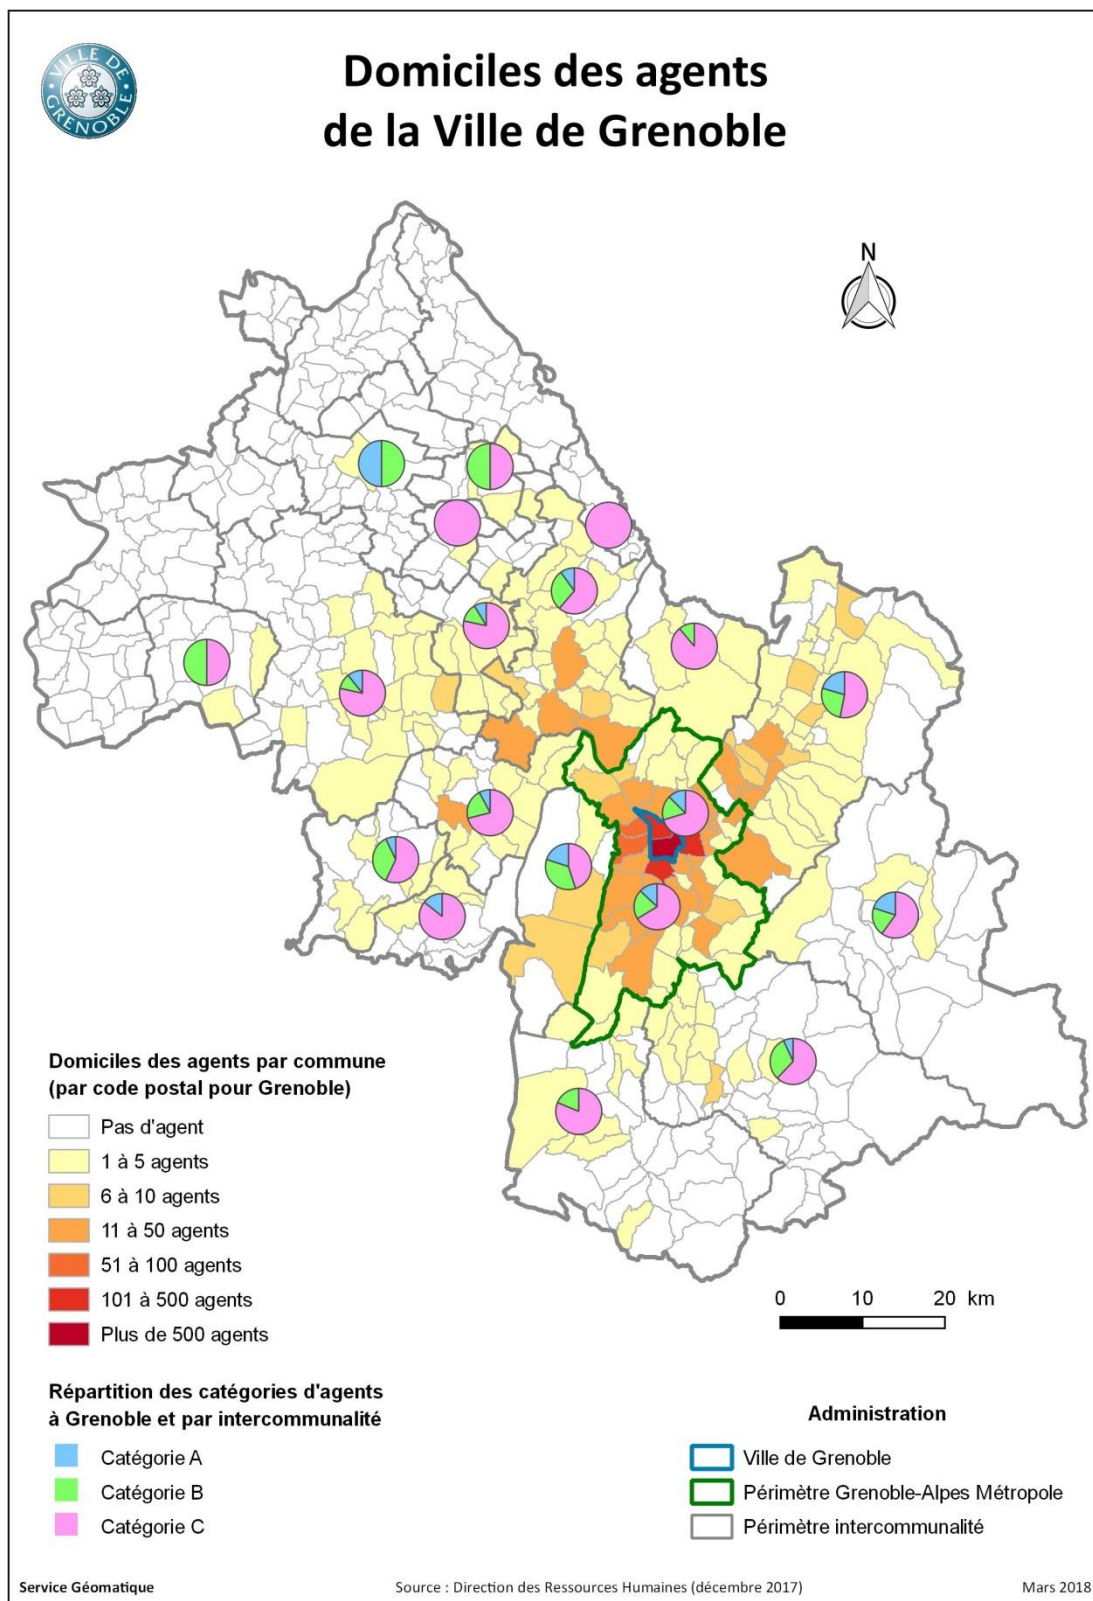 VILLE DE
GRENOBLE
Domiciles des agents
de la Ville de Grenoble
N
Domiciles des agents par commune
(par code postal pour Grenoble)
Pas d'agent
1 à 5 agents
6 à 10 agents
11 à 50 agents
51 à 100 agents
101 à 500 agents
Plus de 500 agents
0 10 20 km
Répartition des catégories d'agents
à Grenoble et par intercommunalité
Catégorie A
Catégorie B
Catégorie C
Administration
Ville de Grenoble
Périmètre Grenoble-Alpes Métropole
Périmètre intercommunalité
Service Géomatique
Source : Direction des Ressources Humaines (décembre 2017)
Mars 2018